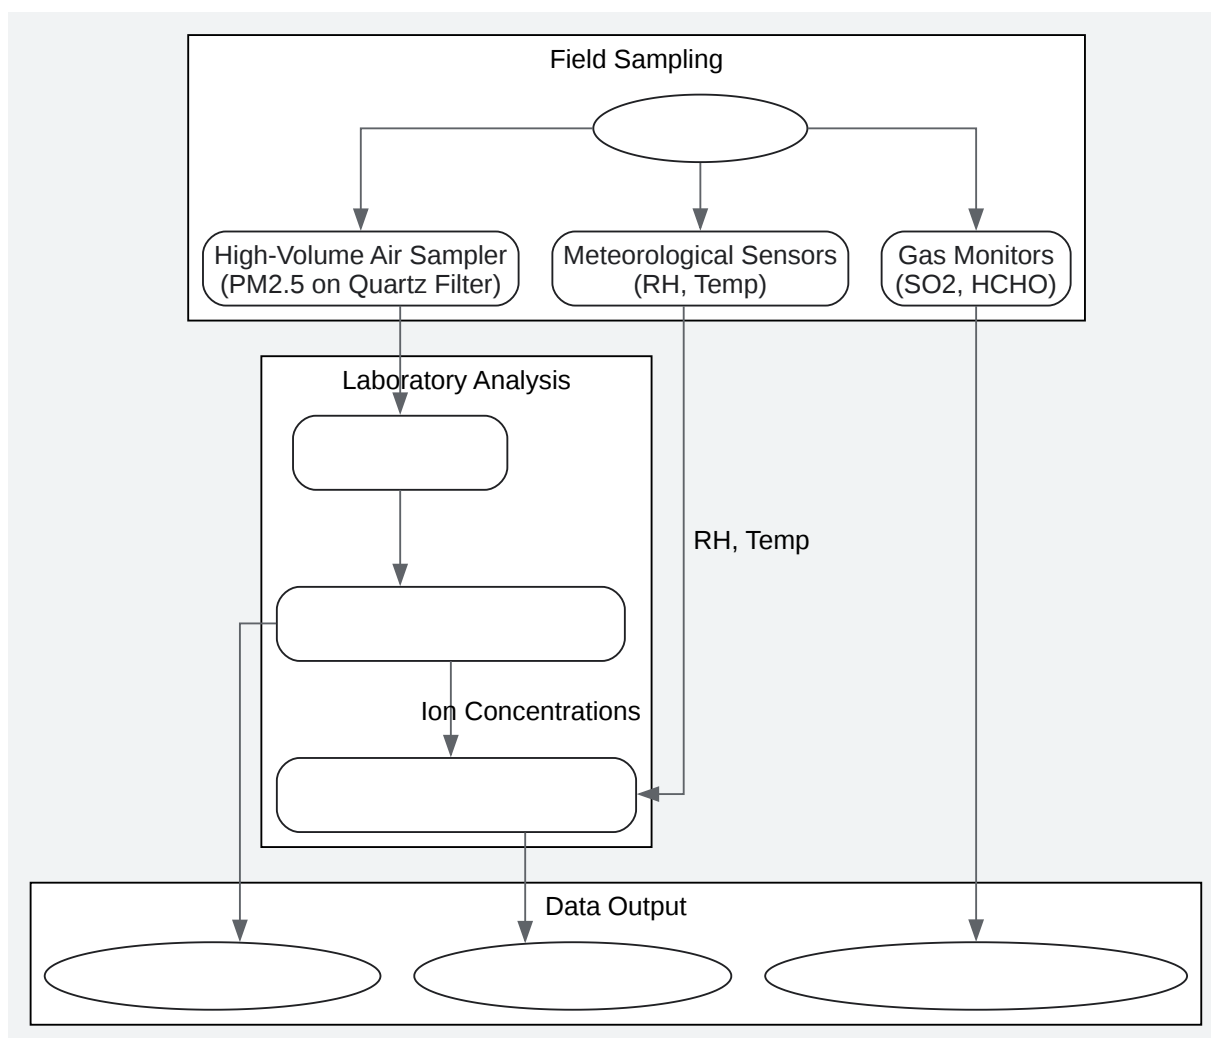 Field Sampling
High-Volume Air Sampler
(PM2.5 on Quartz Filter)
Meteorological Sensors
(RH, Temp)
Gas Monitors
(SO2, HCHO)
Laboratory Analysis
RH, Temp
Ion Concentrations
Data Output